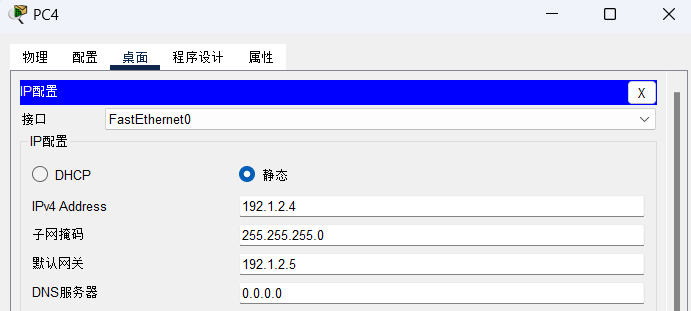 PC4
物理 配置 桌面 程序设计 属性
IP配置 X
接口 FastEthernet0
IP配置
DHCP 静态
IPv4 Address 192.1.2.4
子网掩码 255.255.255.0
默认网关 192.1.2.5
DNS服务器 0.0.0.0